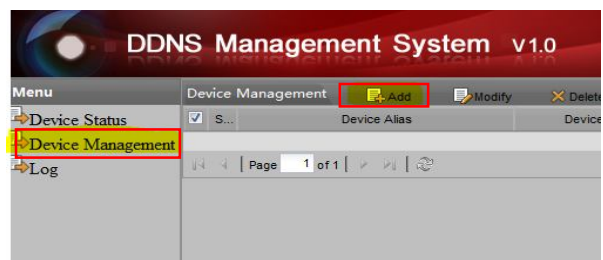 DDNS Management System V1.0
Menu
Device Management Add Modify Delete
Device Status
S... Device Alias Device
Device Management
Page 1 of 1
Log